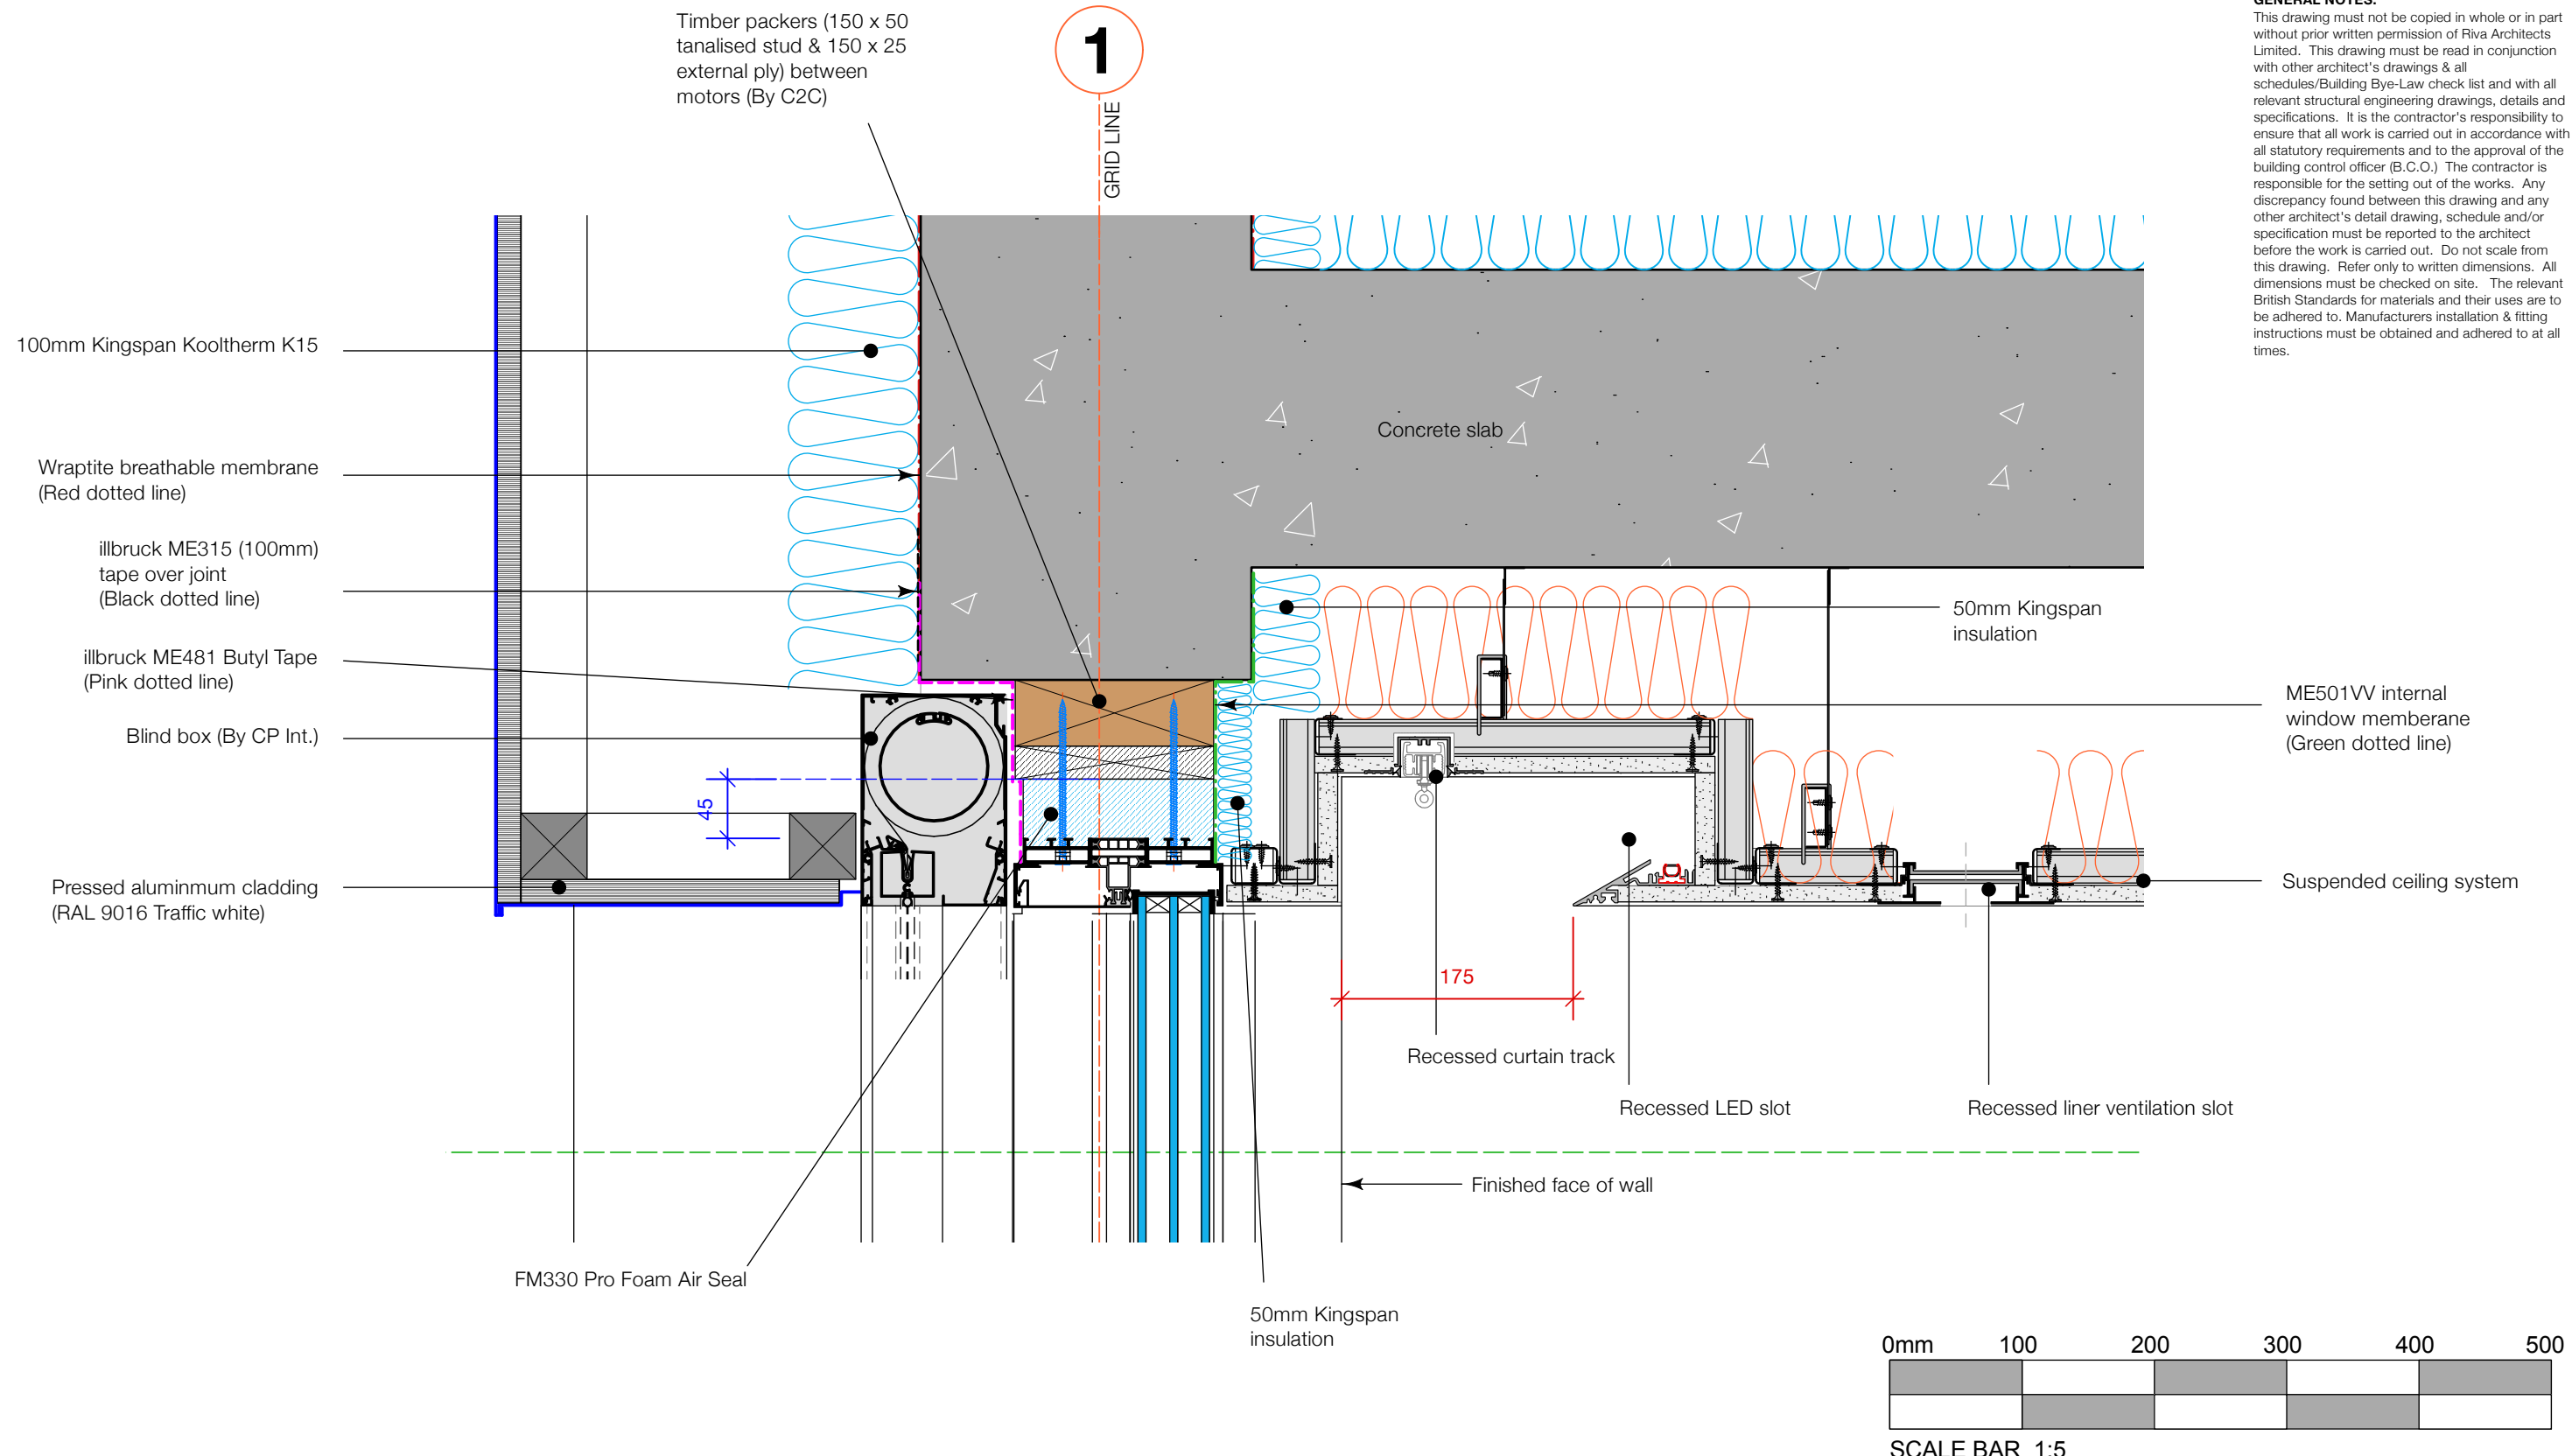 Timber packers (150 x 50
tanalised stud & 150 x 25
external ply) between
motors (By C2C)
1
GRID LINE
GENERAL NOTES:
This drawing must not be copied in whole or in part
without prior written permission of Riva Architects
Limited. This drawing must be read in conjunction
with other architect's drawings & all
schedules/Building Bye-Law check list and with all
relevant structural engineering drawings, details and
specifications. It is the contractor's responsibility to
ensure that all work is carried out in accordance with
all statutory requirements and to the approval of the
building control officer (B.C.O.) The contractor is
responsible for the setting out of the works. Any
discrepancy found between this drawing and any
other architect's detail drawing, schedule and/or
specification must be reported to the architect
before the work is carried out. Do not scale from
this drawing. Refer only to written dimensions. All
dimensions must be checked on site. The relevant
British Standards for materials and their uses are to
be adhered to. Manufacturers installation & fitting
instructions must be obtained and adhered to at all
times.
100mm Kingspan Kooltherm K15
Concrete slab
Wraptite breathable membrane
(Red dotted line)
illbruck ME315 (100mm)
tape over joint
(Black dotted line)
50mm Kingspan
insulation
illbruck ME481 Butyl Tape
(Pink dotted line)
ME501VV internal
window memberane
(Green dotted line)
Blind box (By CP Int.)
45
Pressed aluminmum cladding
(RAL 9016 Traffic white)
Suspended ceiling system
175
Recessed curtain track
Recessed LED slot
Recessed liner ventilation slot
Finished face of wall
FM330 Pro Foam Air Seal
50mm Kingspan
insulation
0mm 100 200 300 400 500
SCALE BAR 1:5